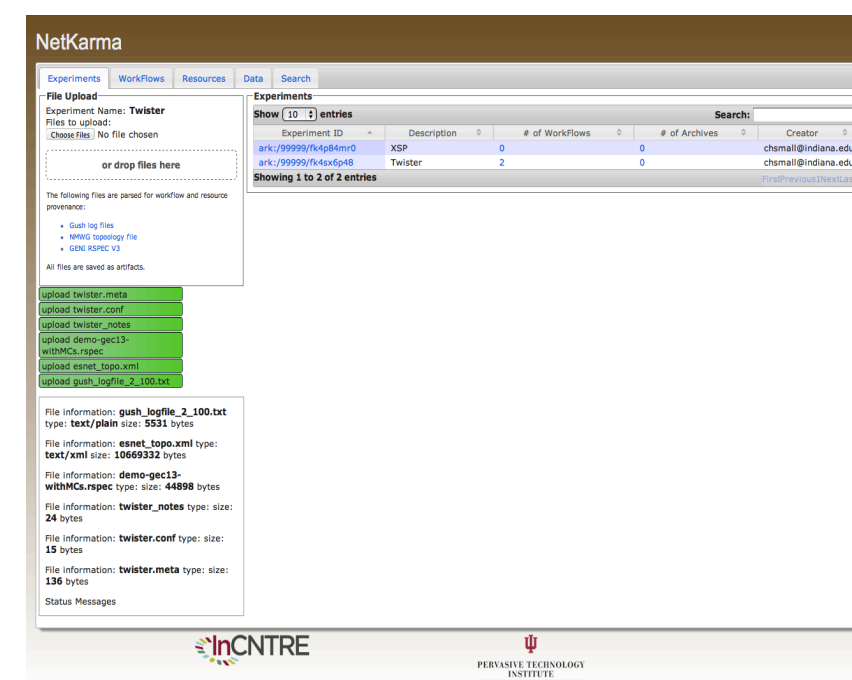 NetKarma
Experiments WorkFlows Resources Data Search
File Upload
Experiment Name: Twister
Files to upload:
Choose Files No file chosen
or drop files here
The following files are parsed for workflow and resource
provenance:
Gush log files
NMWG topoology file
GENI RSPEC V3
All files are saved as artifacts.
upload twister.meta
upload twister.conf
upload twister_notes
upload demo-gec13-
withMCs.rspec
upload esnet_topo.xml
upload gush_logfile_2_100.txt
File information: gush_logfile_2_100.txt
type: text/plain size: 5531 bytes
File information: esnet_topo.xml type:
text/xml size: 10669332 bytes
File information: demo-gec13-
withMCs.rspec type: size: 44898 bytes
File information: twister_notes type: size:
24 bytes
File information: twister.conf type: size:
15 bytes
File information: twister.meta type: size:
136 bytes
Status Messages
Experiments
Show 10 entries Search:
Experiment ID Description # of WorkFlows # of Archives Creator
ark:/99999/fk4p84mr0 XSP 0 0 chsmall@indiana.edu
ark:/99999/fk4sx6p48 Twister 2 0 chsmall@indiana.edu
Showing 1 to 2 of 2 entries FirstPrevious1NextLas
InCNTRE
PERVASIVE TECHNOLOGY
INSTITUTE